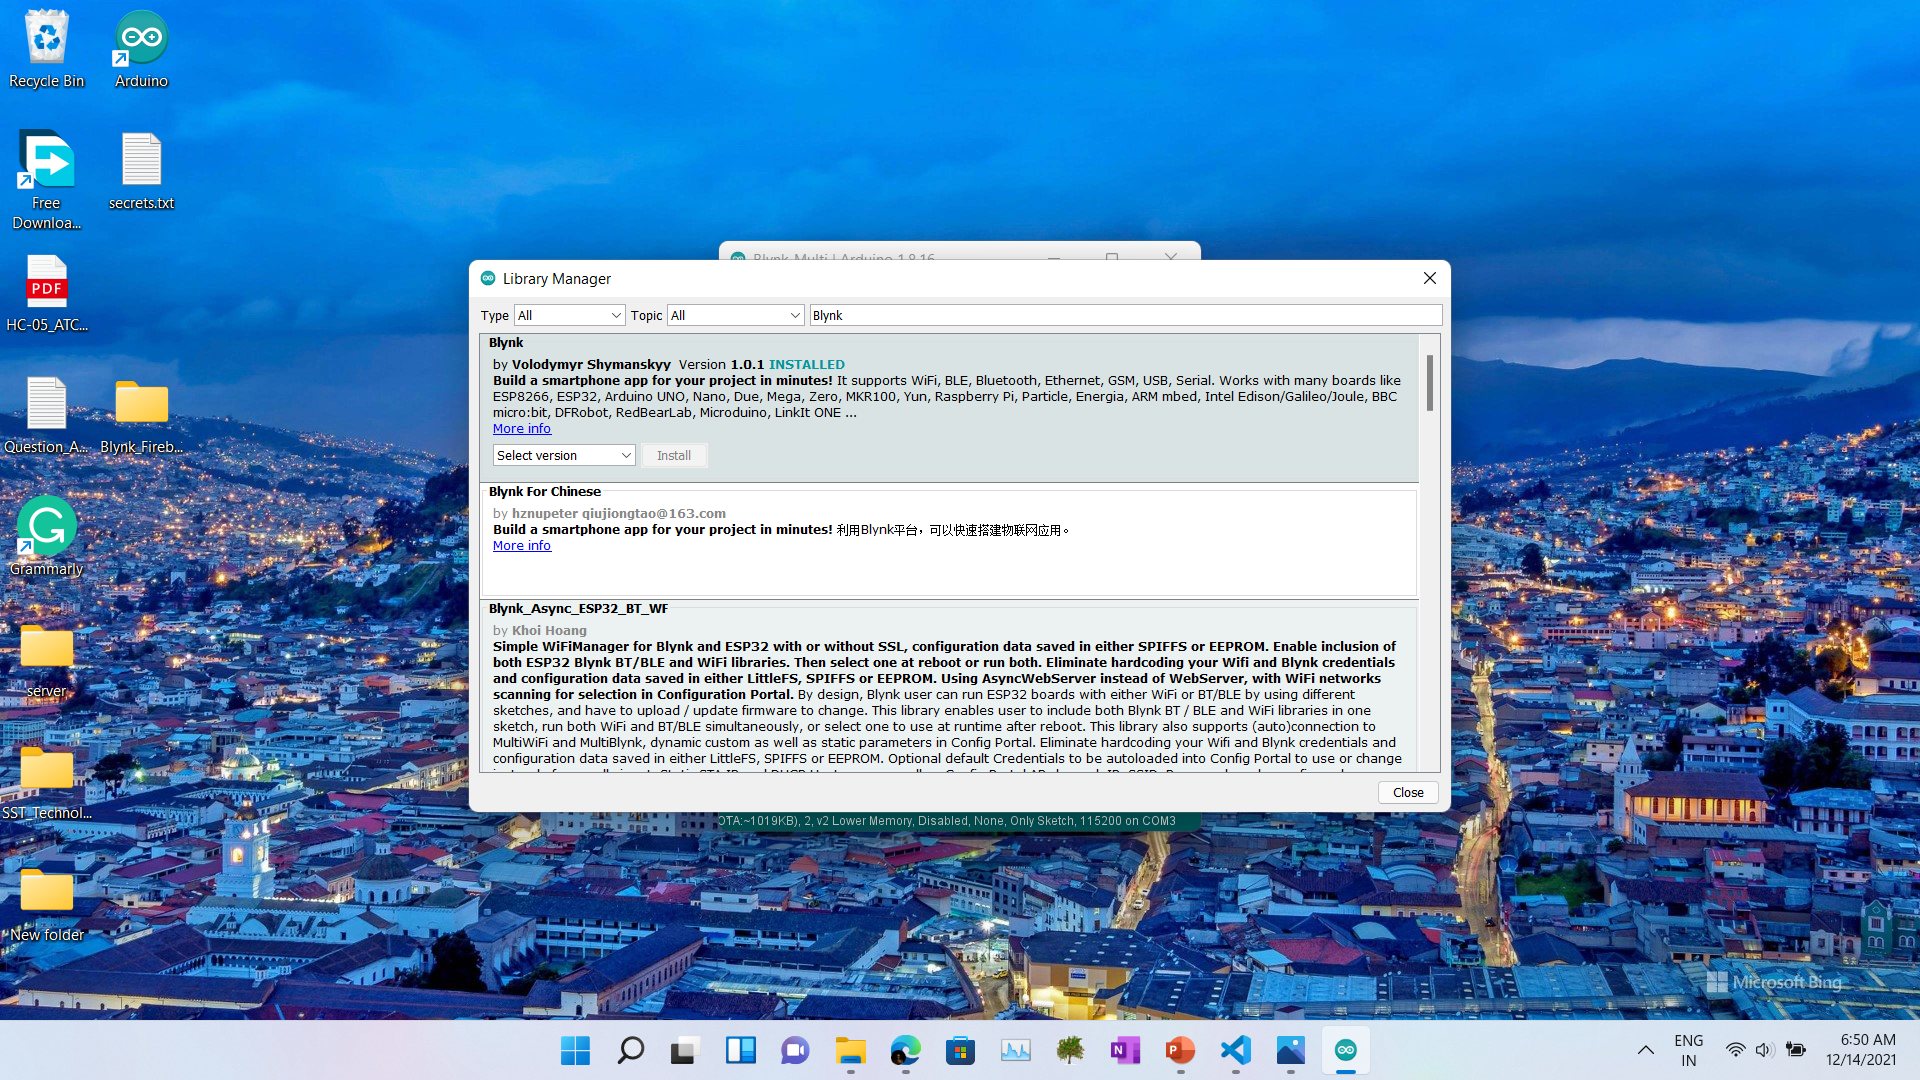 Recycle Bin
Arduino
Free
Downloa...
secrets.txt
PDF
HC-05_ATC...
Question_A...
Blynk_Fireb...
Grammarly
server
SST_Technol...
New folder
Blynk_Multi | Arduino 1.8.16
Library Manager
Type All Topic All Blynk
Blynk
by Volodymyr Shymanskyy Version 1.0.1 INSTALLED
Build a smartphone app for your project in minutes! It supports WiFi, BLE, Bluetooth, Ethernet, GSM, USB, Serial. Works with many boards like
ESP8266, ESP32, Arduino UNO, Nano, Due, Mega, Zero, MKR100, Yun, Raspberry Pi, Particle, Energia, ARM mbed, Intel Edison/Galileo/Joule, BBC
micro:bit, DFRobot, RedBearLab, Microduino, LinkIt ONE ...
More info
Select version Install
Blynk For Chinese
by hznupeter qiujiongtao@163.com
Build a smartphone app for your project in minutes! 利用Blynk平台，可以快速搭建物联网应用。
More info
Blynk_Async_ESP32_BT_WF
by Khoi Hoang
Simple WiFiManager for Blynk and ESP32 with or without SSL, configuration data saved in either SPIFFS or EEPROM. Enable inclusion of
both ESP32 Blynk BT/BLE and WiFi libraries. Then select one at reboot or run both. Eliminate hardcoding your Wifi and Blynk credentials
and configuration data saved in either LittleFS, SPIFFS or EEPROM. Using AsyncWebServer instead of WebServer, with WiFi networks
scanning for selection in Configuration Portal. By design, Blynk user can run ESP32 boards with either WiFi or BT/BLE by using different
sketches, and have to upload / update firmware to change. This library enables user to include both Blynk BT / BLE and WiFi libraries in one
sketch, run both WiFi and BT/BLE simultaneously, or select one to use at runtime after reboot. This library also supports (auto)connection to
MultiWiFi and MultiBlynk, dynamic custom as well as static parameters in Config Portal. Eliminate hardcoding your Wifi and Blynk credentials and
configuration data saved in either LittleFS, SPIFFS or EEPROM. Optional default Credentials to be autoloaded into Config Portal to use or change
Close
OTA:~1019KB), 2, v2 Lower Memory, Disabled, None, Only Sketch, 115200 on COM3
Microsoft Bing
ENG
IN
6:50 AM
12/14/2021